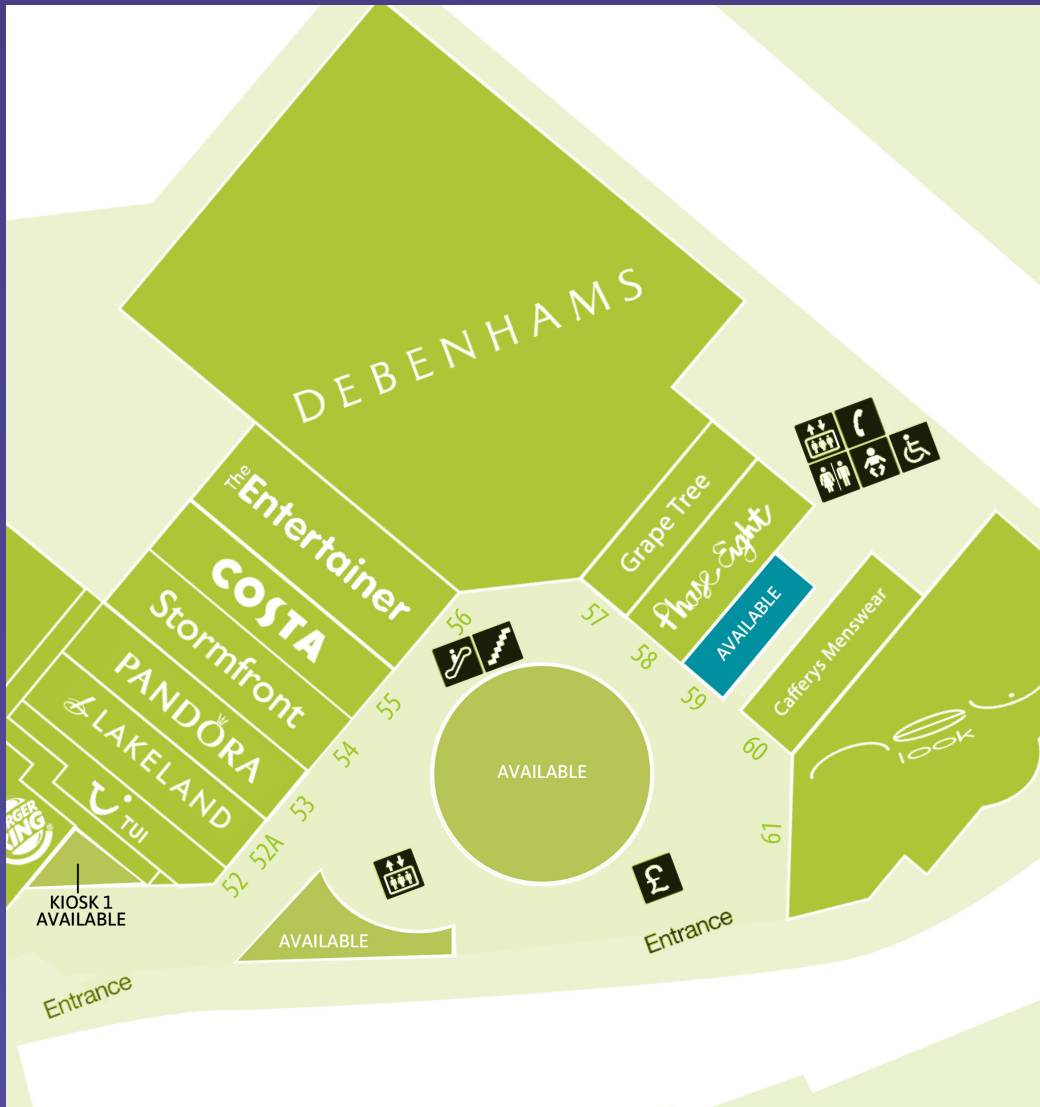 DEBENHAMS
The
Entertainer
COSTA
Stormfront
PANDORA
LAKELAND
TUI
KING
KIOSK 1
AVAILABLE
Grape Tree
Phase Eight
AVAILABLE
Cafferys Menswear
look
56
57
58
59
60
61
55
54
53
52A
52
AVAILABLE
AVAILABLE
£
Entrance
Entrance